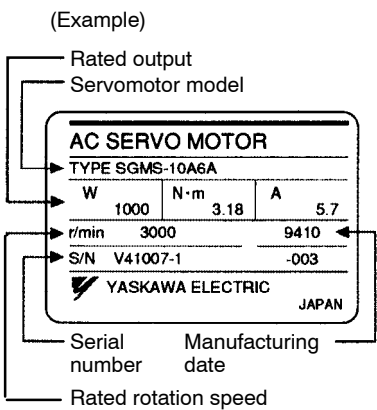 (Example)
Rated output
Servomotor model
AC SERVO MOTOR
TYPE SGMS-10A6A
W 1000 N·m 3.18 A 5.7
r/min 3000 9410
S/N V41007-1 -003
YASKAWA ELECTRIC
JAPAN
Serial number
Manufacturing date
Rated rotation speed